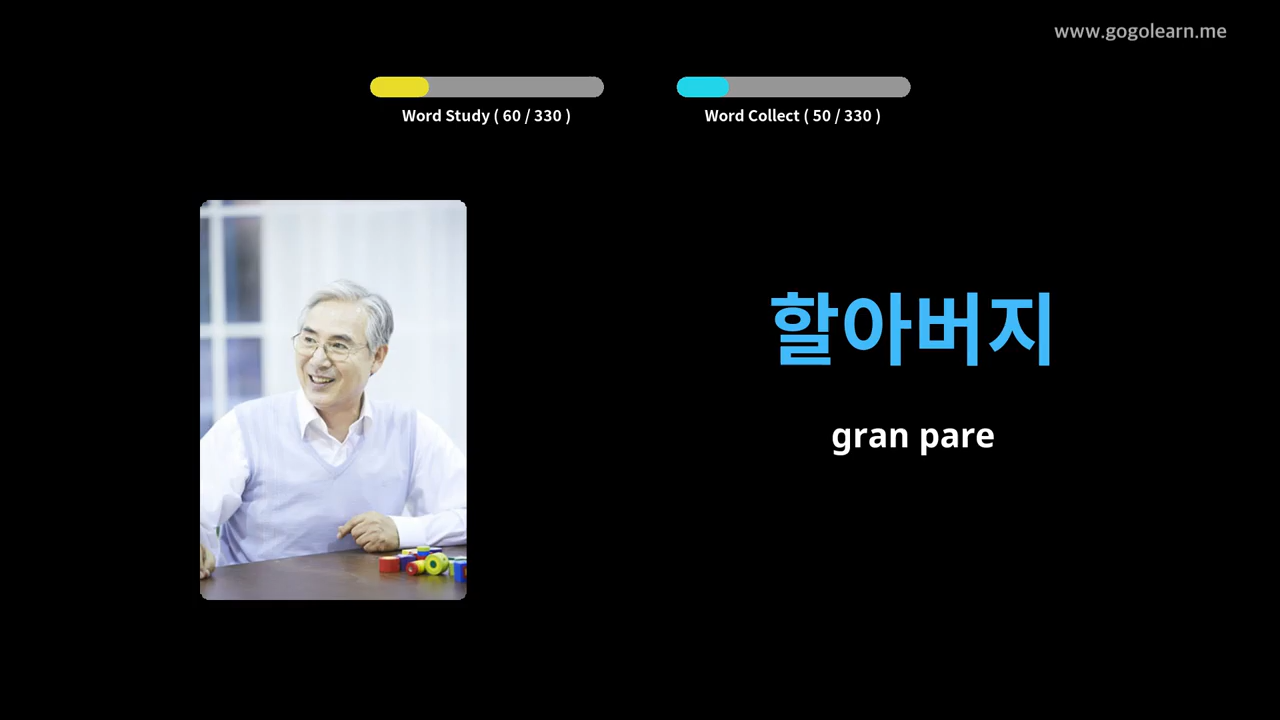 www.gogolearn.me
Word Study ( 60 / 330 )
Word Collect ( 50 / 330 )
할아버지
gran pare